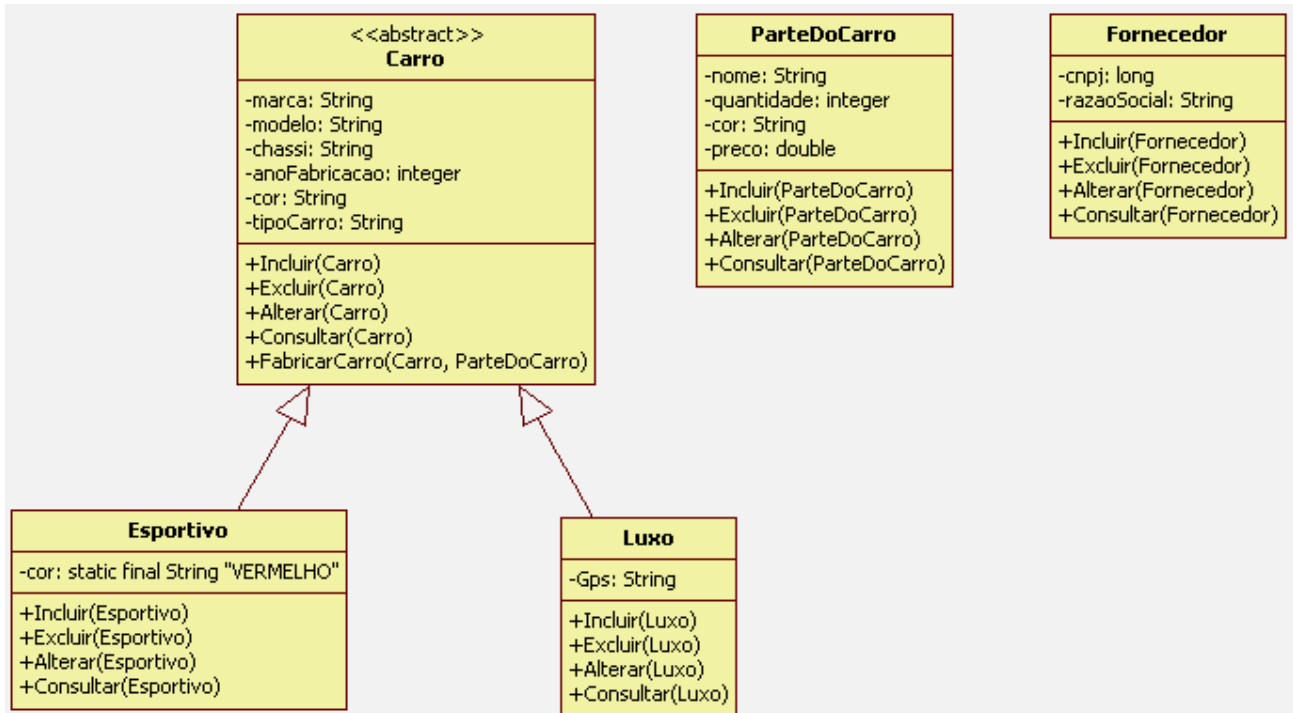 <<abstract>>
Carro
-marca: String
-modelo: String
-chassi: String
-anoFabricacao: integer
-cor: String
-tipoCarro: String
+Incluir(Carro)
+Excluir(Carro)
+Alterar(Carro)
+Consultar(Carro)
+FabricarCarro(Carro, ParteDoCarro)
ParteDoCarro
-nome: String
-quantidade: integer
-cor: String
-preco: double
+Incluir(ParteDoCarro)
+Excluir(ParteDoCarro)
+Alterar(ParteDoCarro)
+Consultar(ParteDoCarro)
Fornecedor
-cnpj: long
-razaoSocial: String
+Incluir(Fornecedor)
+Excluir(Fornecedor)
+Alterar(Fornecedor)
+Consultar(Fornecedor)
Esportivo
-cor: static final String "VERMELHO"
+Incluir(Esportivo)
+Excluir(Esportivo)
+Alterar(Esportivo)
+Consultar(Esportivo)
Luxo
-Gps: String
+Incluir(Luxo)
+Excluir(Luxo)
+Alterar(Luxo)
+Consultar(Luxo)